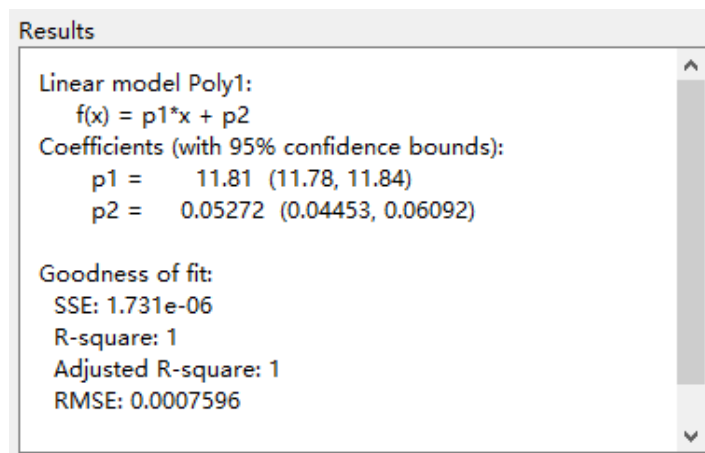 Results
Linear model Poly1:
f(x) = p1*x + p2
Coefficients (with 95% confidence bounds):
p1 = 11.81 (11.78, 11.84)
p2 = 0.05272 (0.04453, 0.06092)
Goodness of fit:
SSE: 1.731e-06
R-square: 1
Adjusted R-square: 1
RMSE: 0.0007596